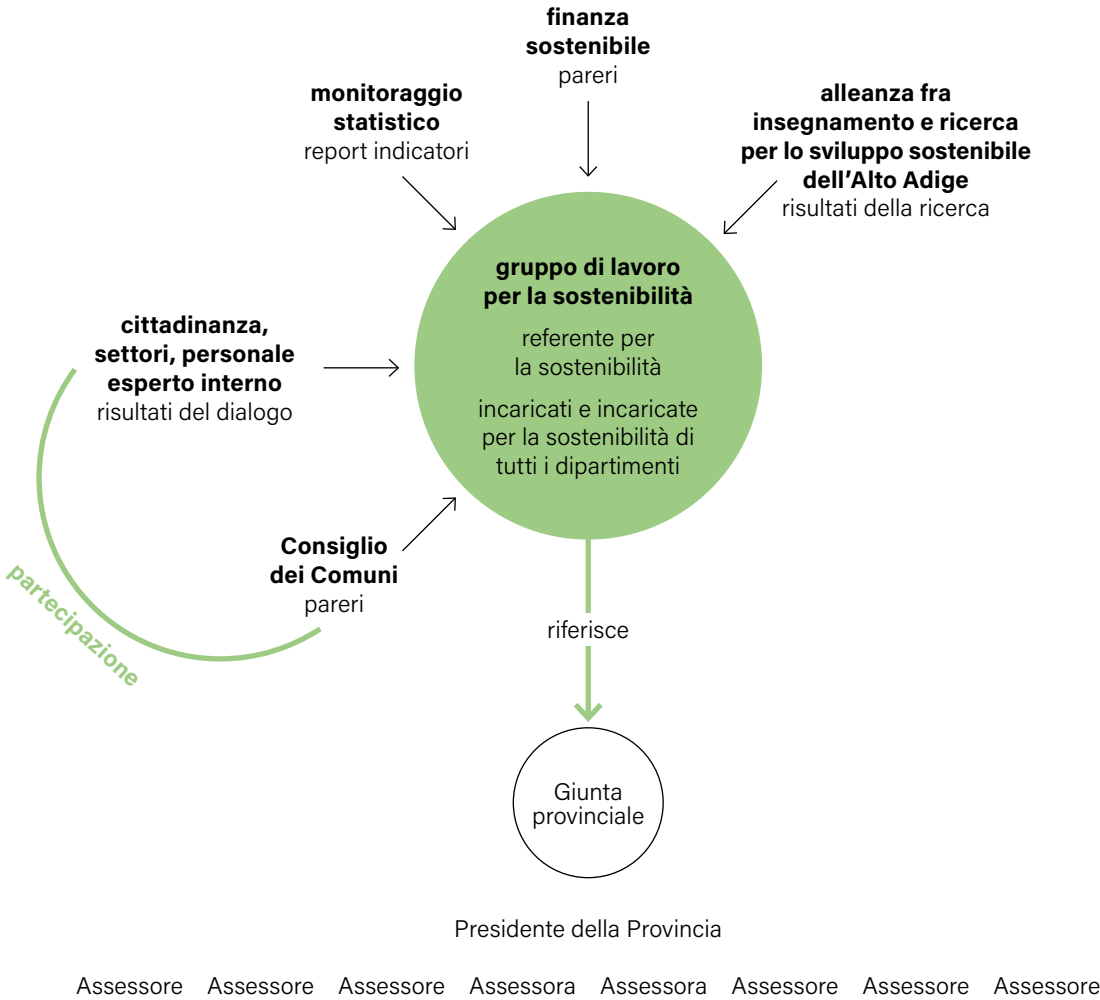 finanza
sostenibile
pareri
monitoraggio
statistico
report indicatori
alleanza fra
insegnamento e ricerca
per lo sviluppo sostenibile
dell’Alto Adige
risultati della ricerca
gruppo di lavoro
per la sostenibilità
referente per
la sostenibilità
incaricati e incaricate
per la sostenibilità di
tutti i dipartimenti
cittadinanza,
settori, personale
esperto interno
risultati del dialogo
Consiglio
dei Comuni
pareri
partecipazione
riferisce
Giunta
provinciale
Presidente della Provincia
Assessore Assessore Assessore Assessora Assessora Assessore Assessore Assessore